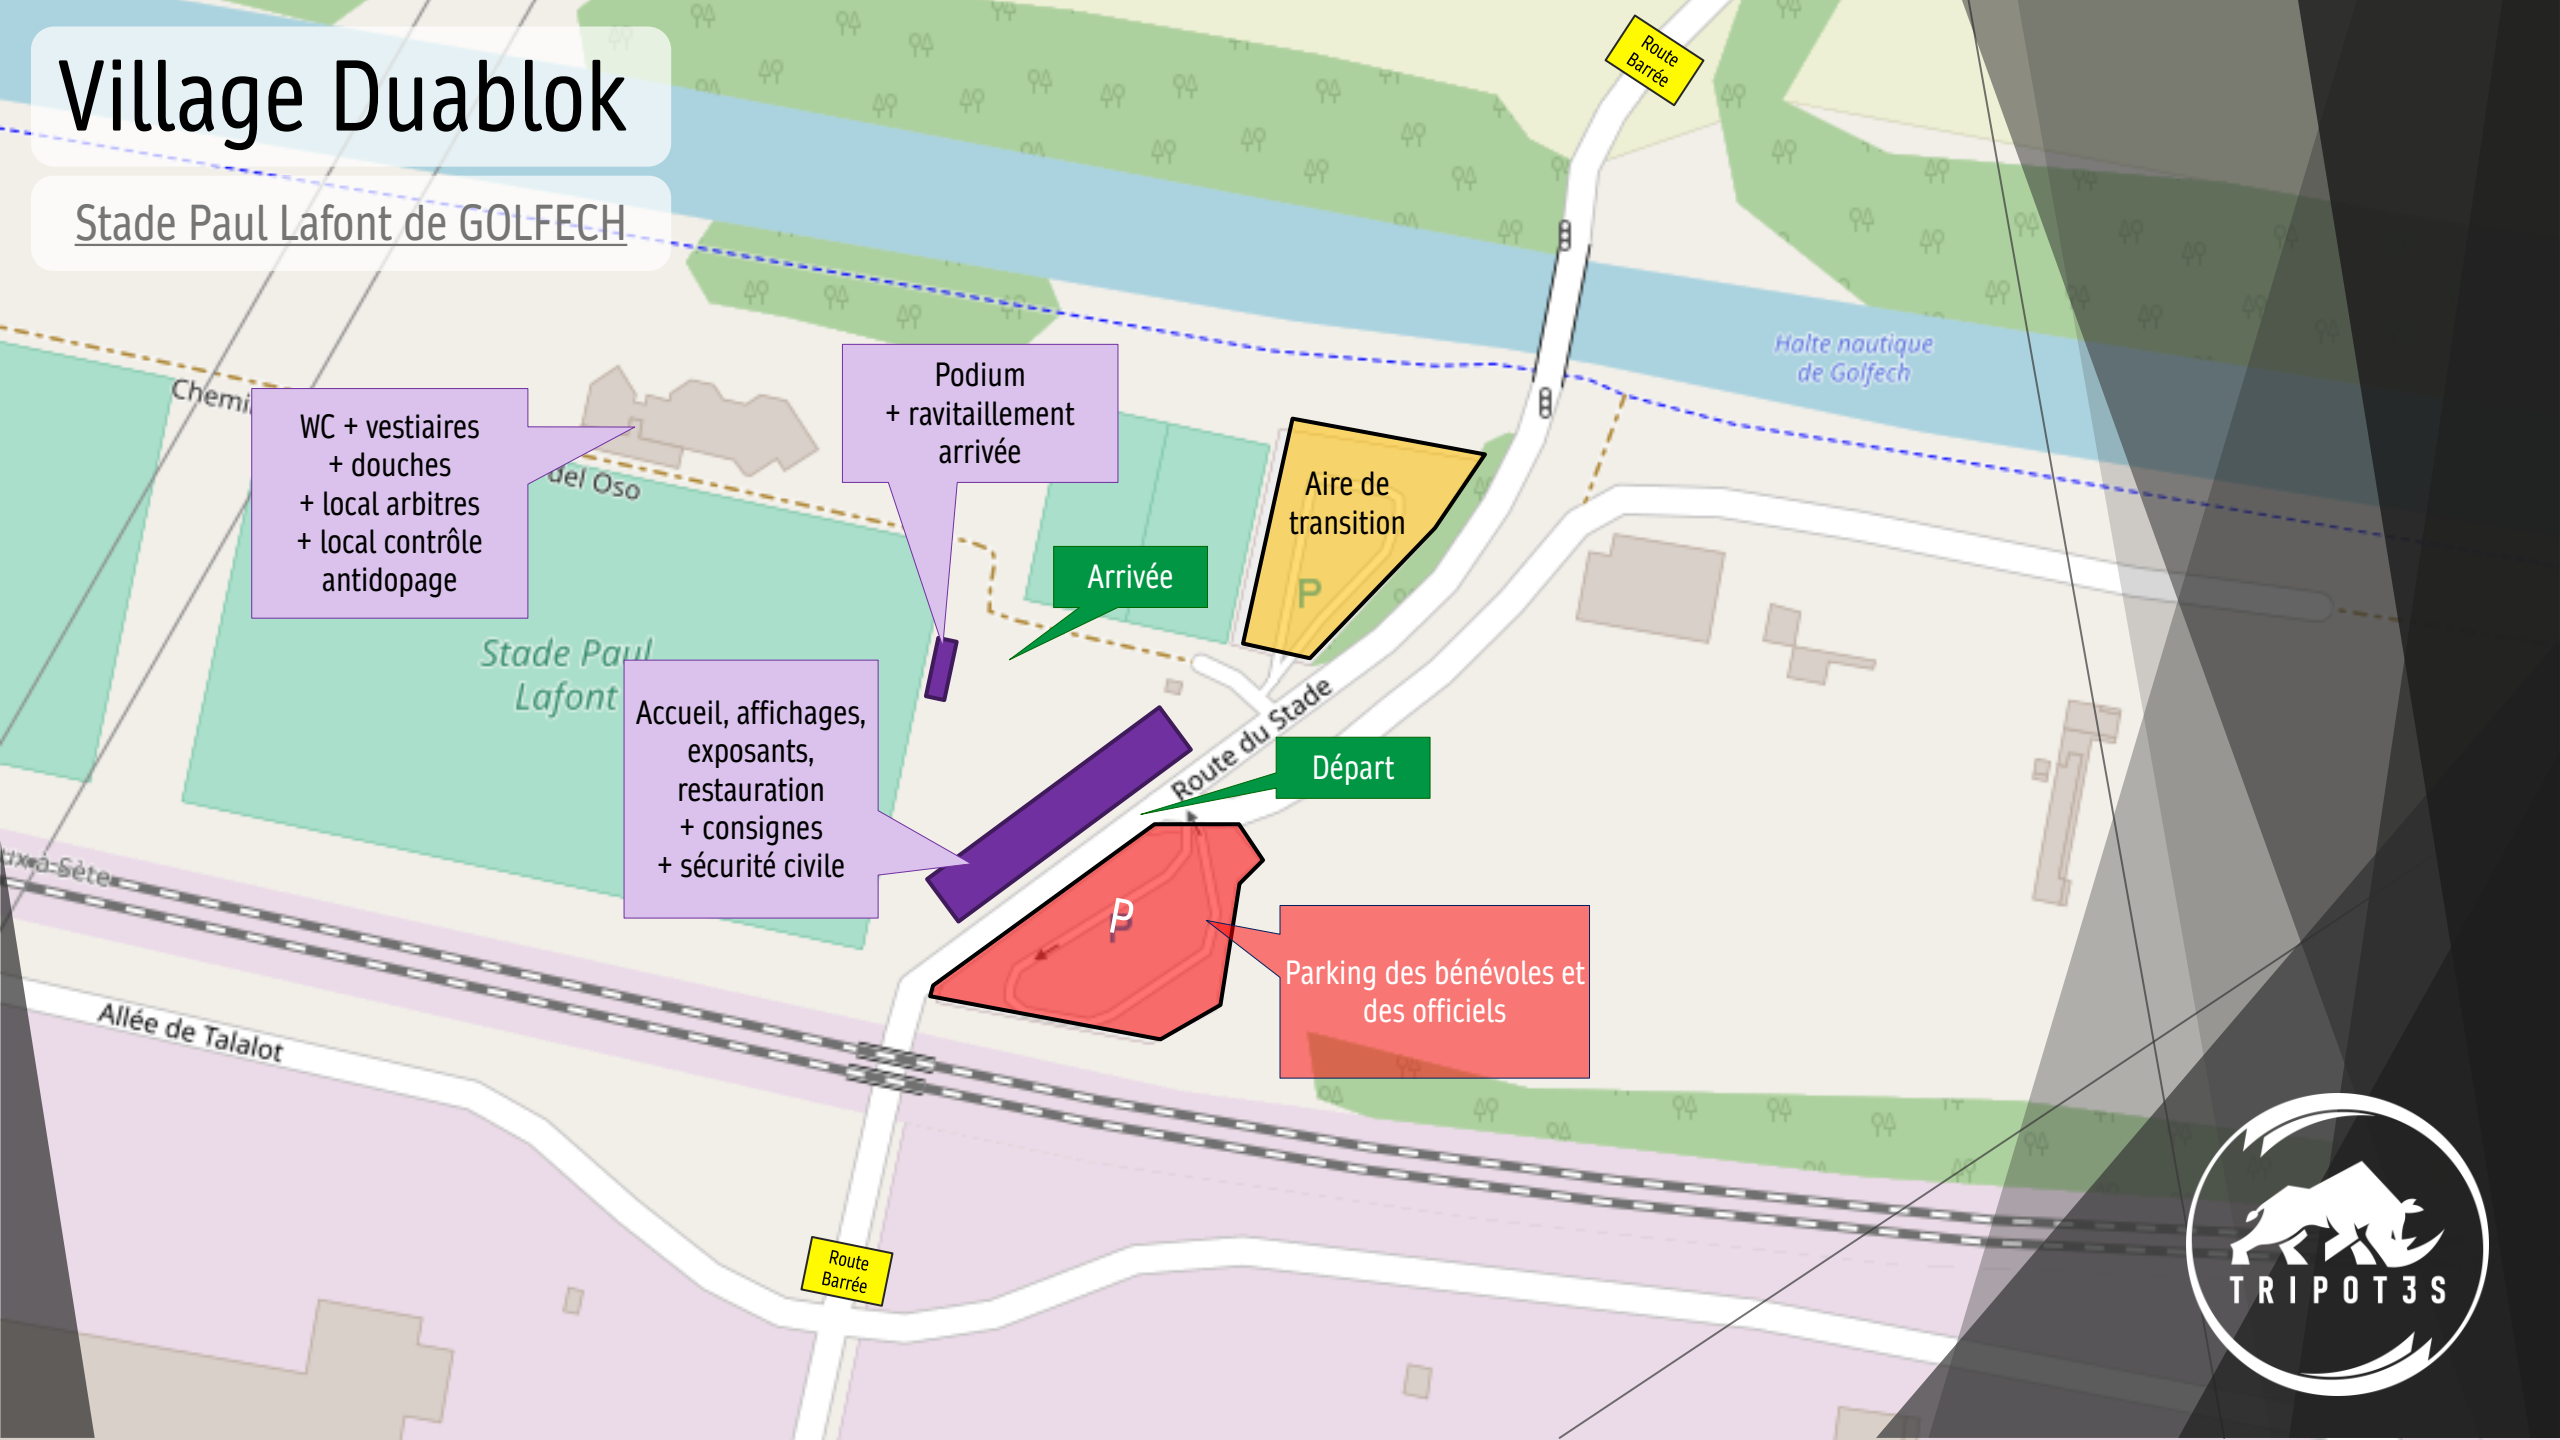 Village Duablok
Stade Paul Lafont de GOLFECH
Route
Barrée
Halte nautique
de Golfech
Podium
+ ravitaillement
arrivée
WC + vestiaires
+ douches
+ local arbitres
+ local contrôle
antidopage
del Oso
Aire de
transition
P
Arrivée
Stade Paul
Lafont
Accueil, affichages,
exposants,
restauration
+ consignes
+ sécurité civile
Route du Stade
Départ
P
Parking des bénévoles et
des officiels
à Sète
Allée de Talalot
Route
Barrée
TRIPOT3S